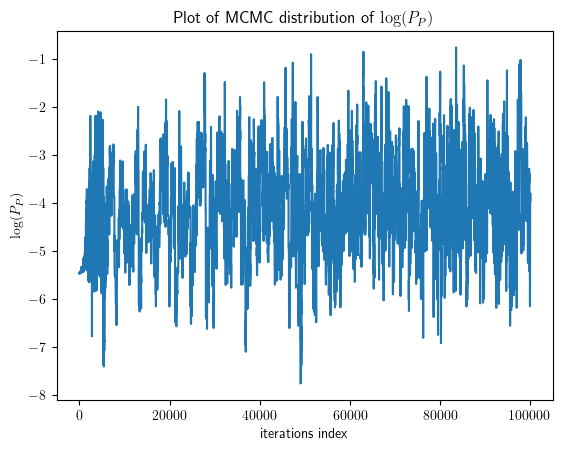 Plot of MCMC distribution of log(P_P)
−1
−2
−3
−4
−5
−6
−7
−8
log(P_P)
0 20000 40000 60000 80000 100000
iterations index